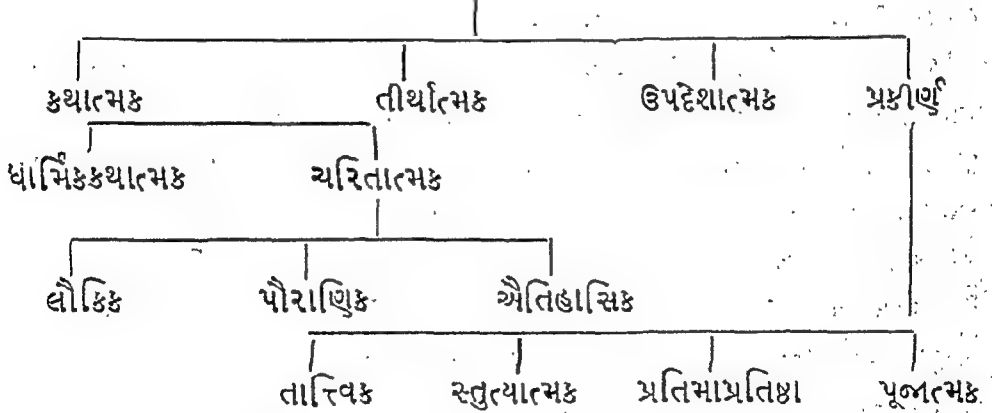 કથાત્મક તીર્થાત્મક ઉપદેશાત્મક પ્રકીર્ણ
ધાર્મિકકથાત્મક ચરિતાત્મક
લૌકિક પૌરાણિક ઐતિહાસિક
તાત્ત્વિક સ્તુત્યાત્મક પ્રતિમાપ્રતિષ્ઠા પૂજાત્મક